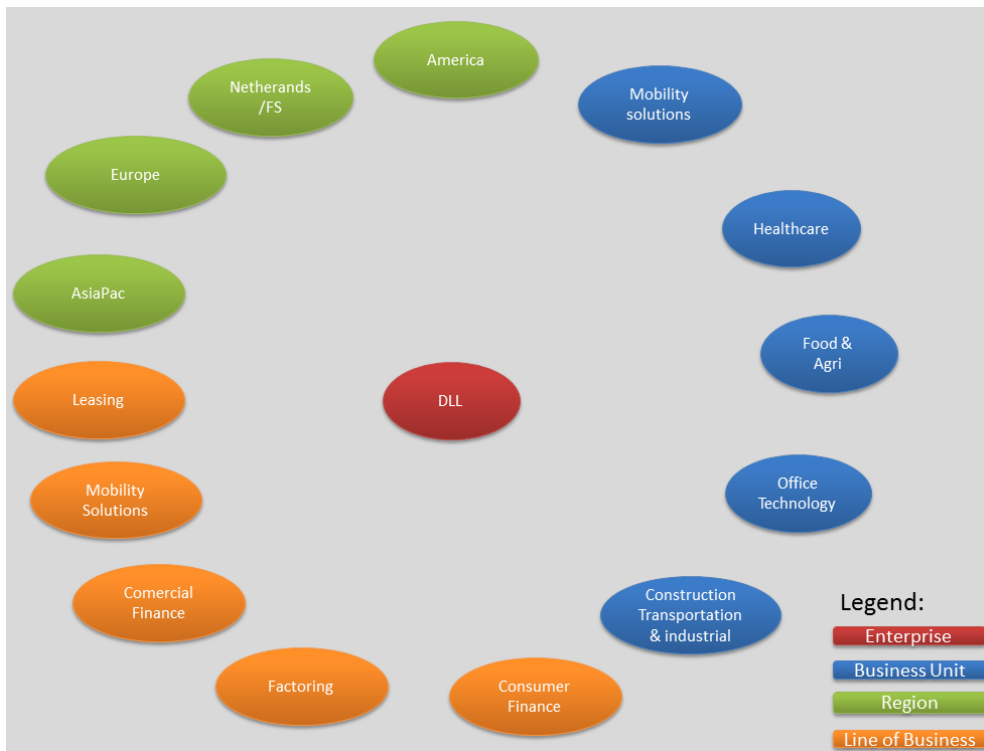 America
Netherands
/FS
Mobility
solutions
Europe
Healthcare
AsiaPac
Food &
Agri
Leasing
DLL
Mobility
Solutions
Office
Technology
Comercial
Finance
Construction
Transportation
& industrial
Factoring
Consumer
Finance
Legend:
Enterprise
Business Unit
Region
Line of Business